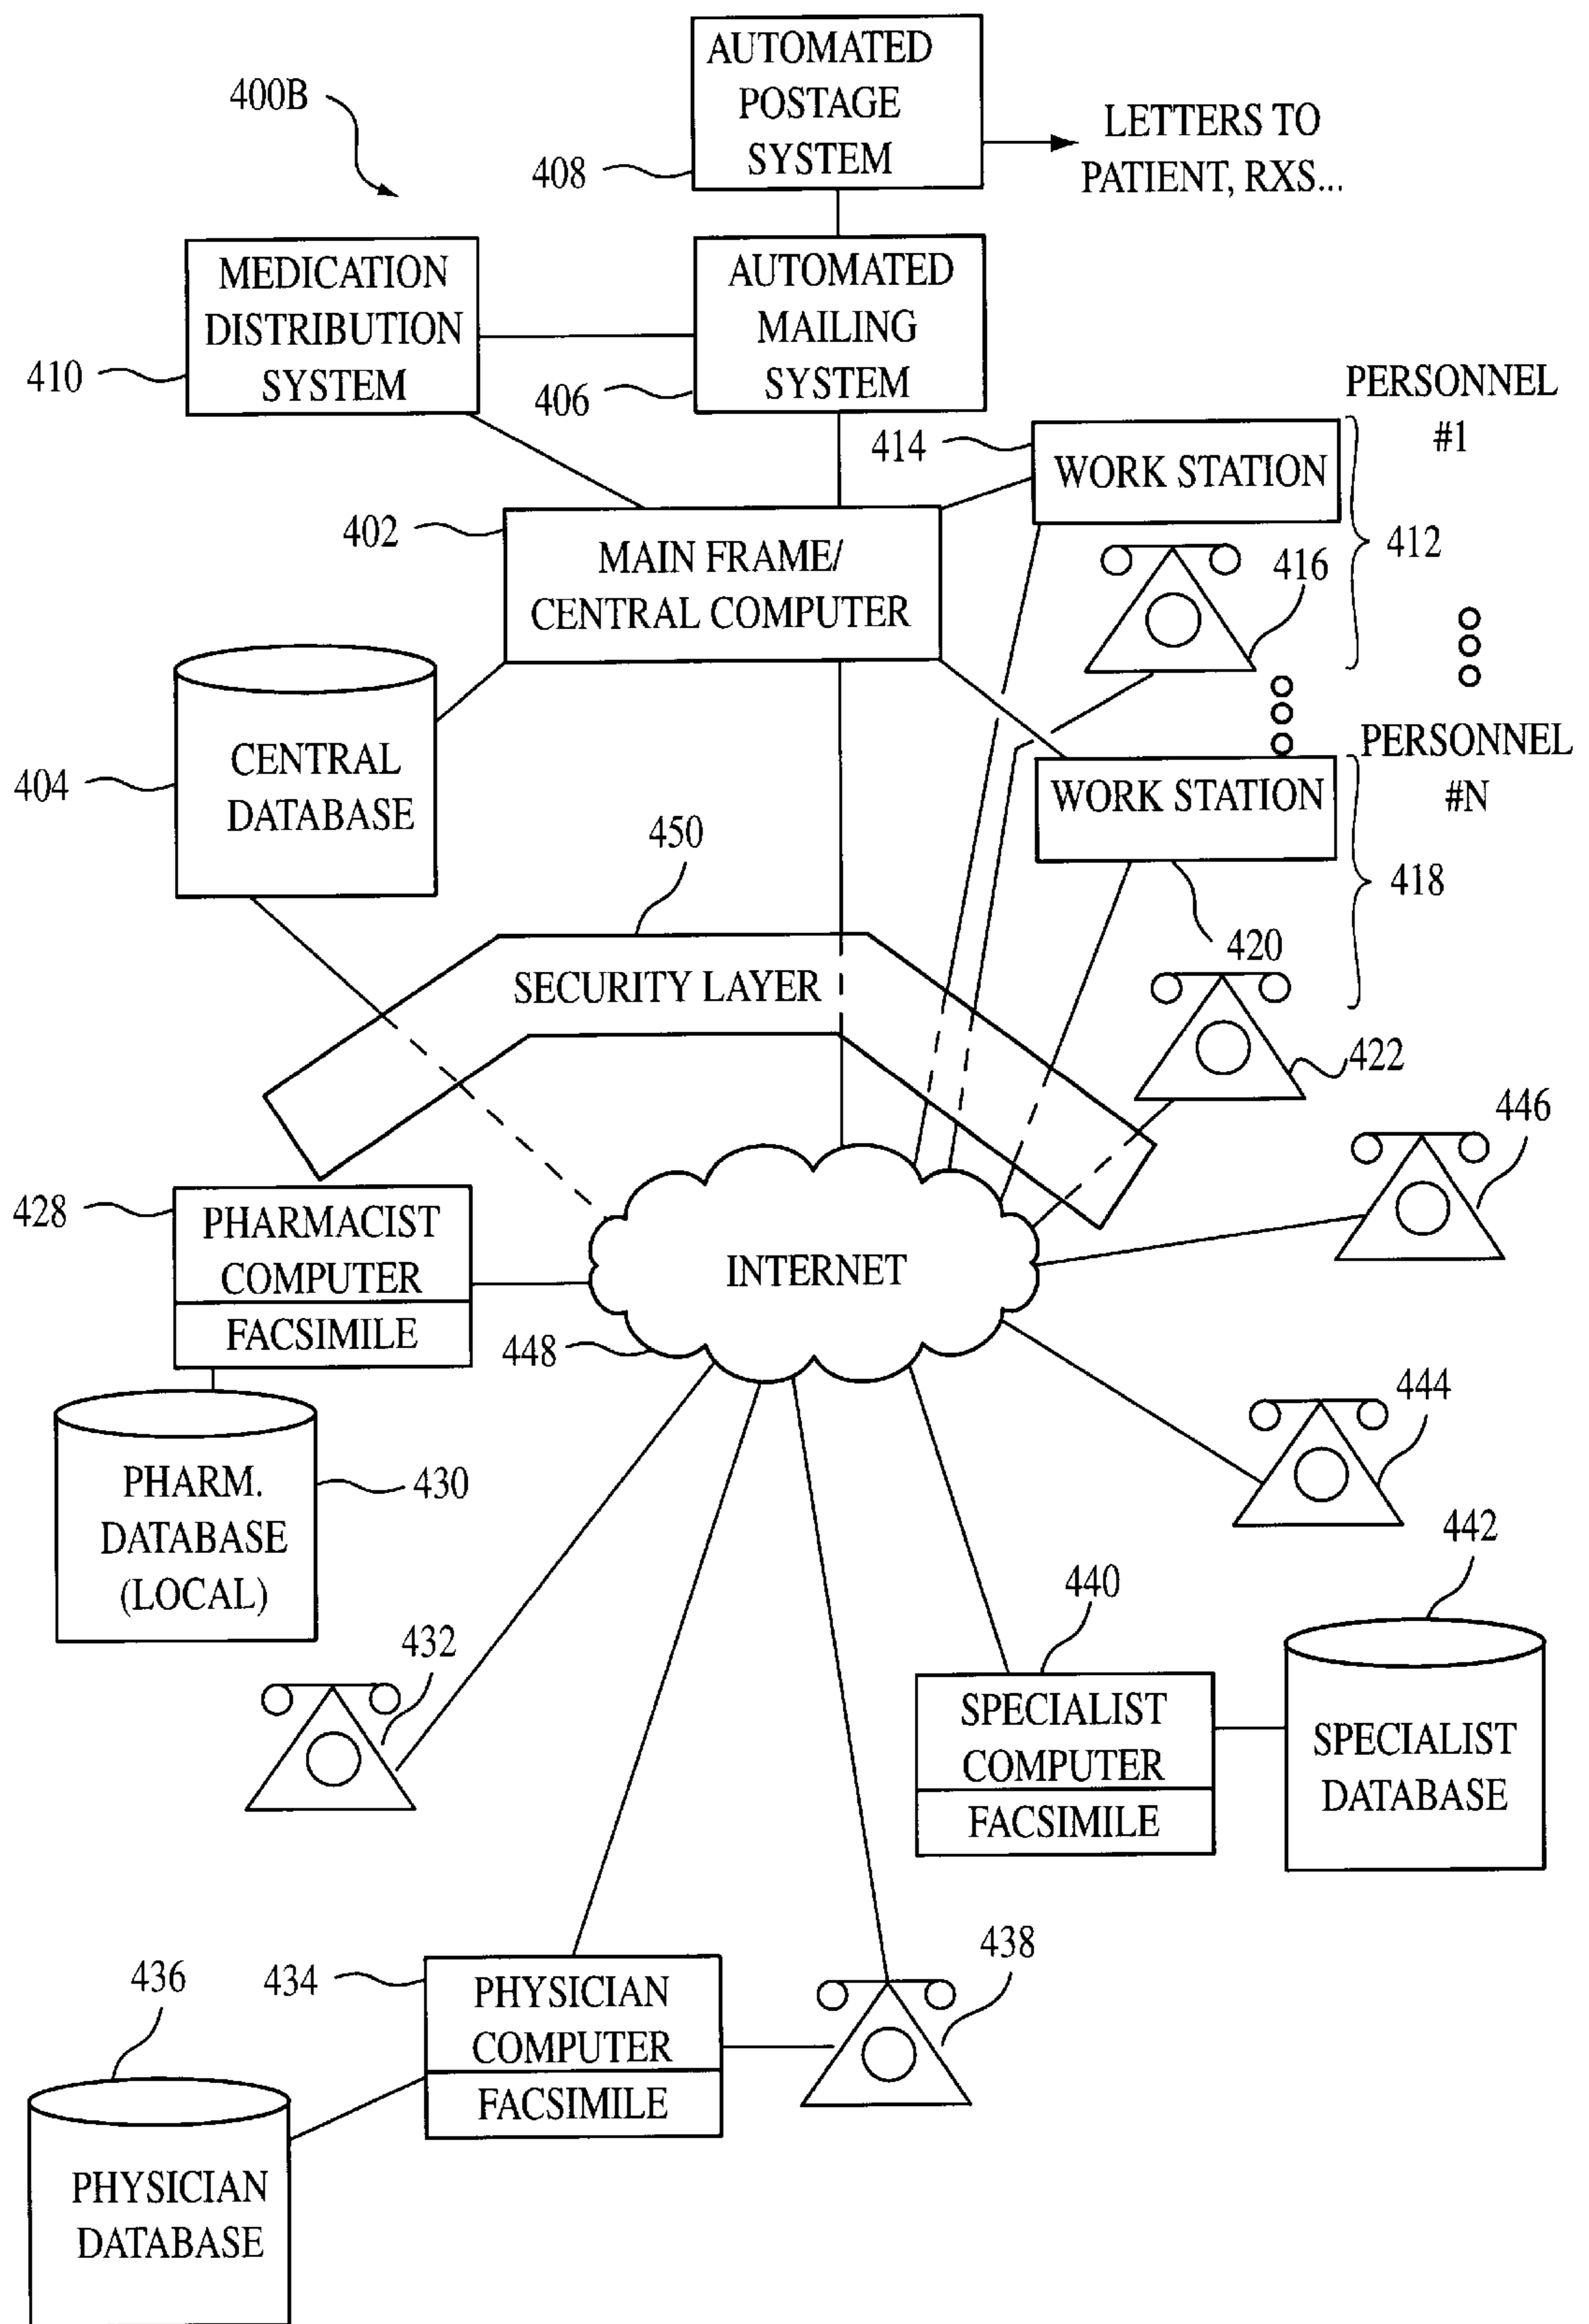 AUTOMATED
POSTAGE
SYSTEM
400B
408
LETTERS TO
PATIENT, RXS...
MEDICATION
DISTRIBUTION
SYSTEM
410
AUTOMATED
MAILING
SYSTEM
406
PERSONNEL
#1
414
WORK STATION
412
402
MAIN FRAME/
CENTRAL COMPUTER
416
404
CENTRAL
DATABASE
PERSONNEL
#N
WORK STATION
418
420
450
SECURITY LAYER
422
446
428
PHARMACIST
COMPUTER
FACSIMILE
INTERNET
448
444
PHARM.
DATABASE
(LOCAL)
430
442
440
432
SPECIALIST
COMPUTER
FACSIMILE
SPECIALIST
DATABASE
436
434
PHYSICIAN
COMPUTER
FACSIMILE
438
PHYSICIAN
DATABASE